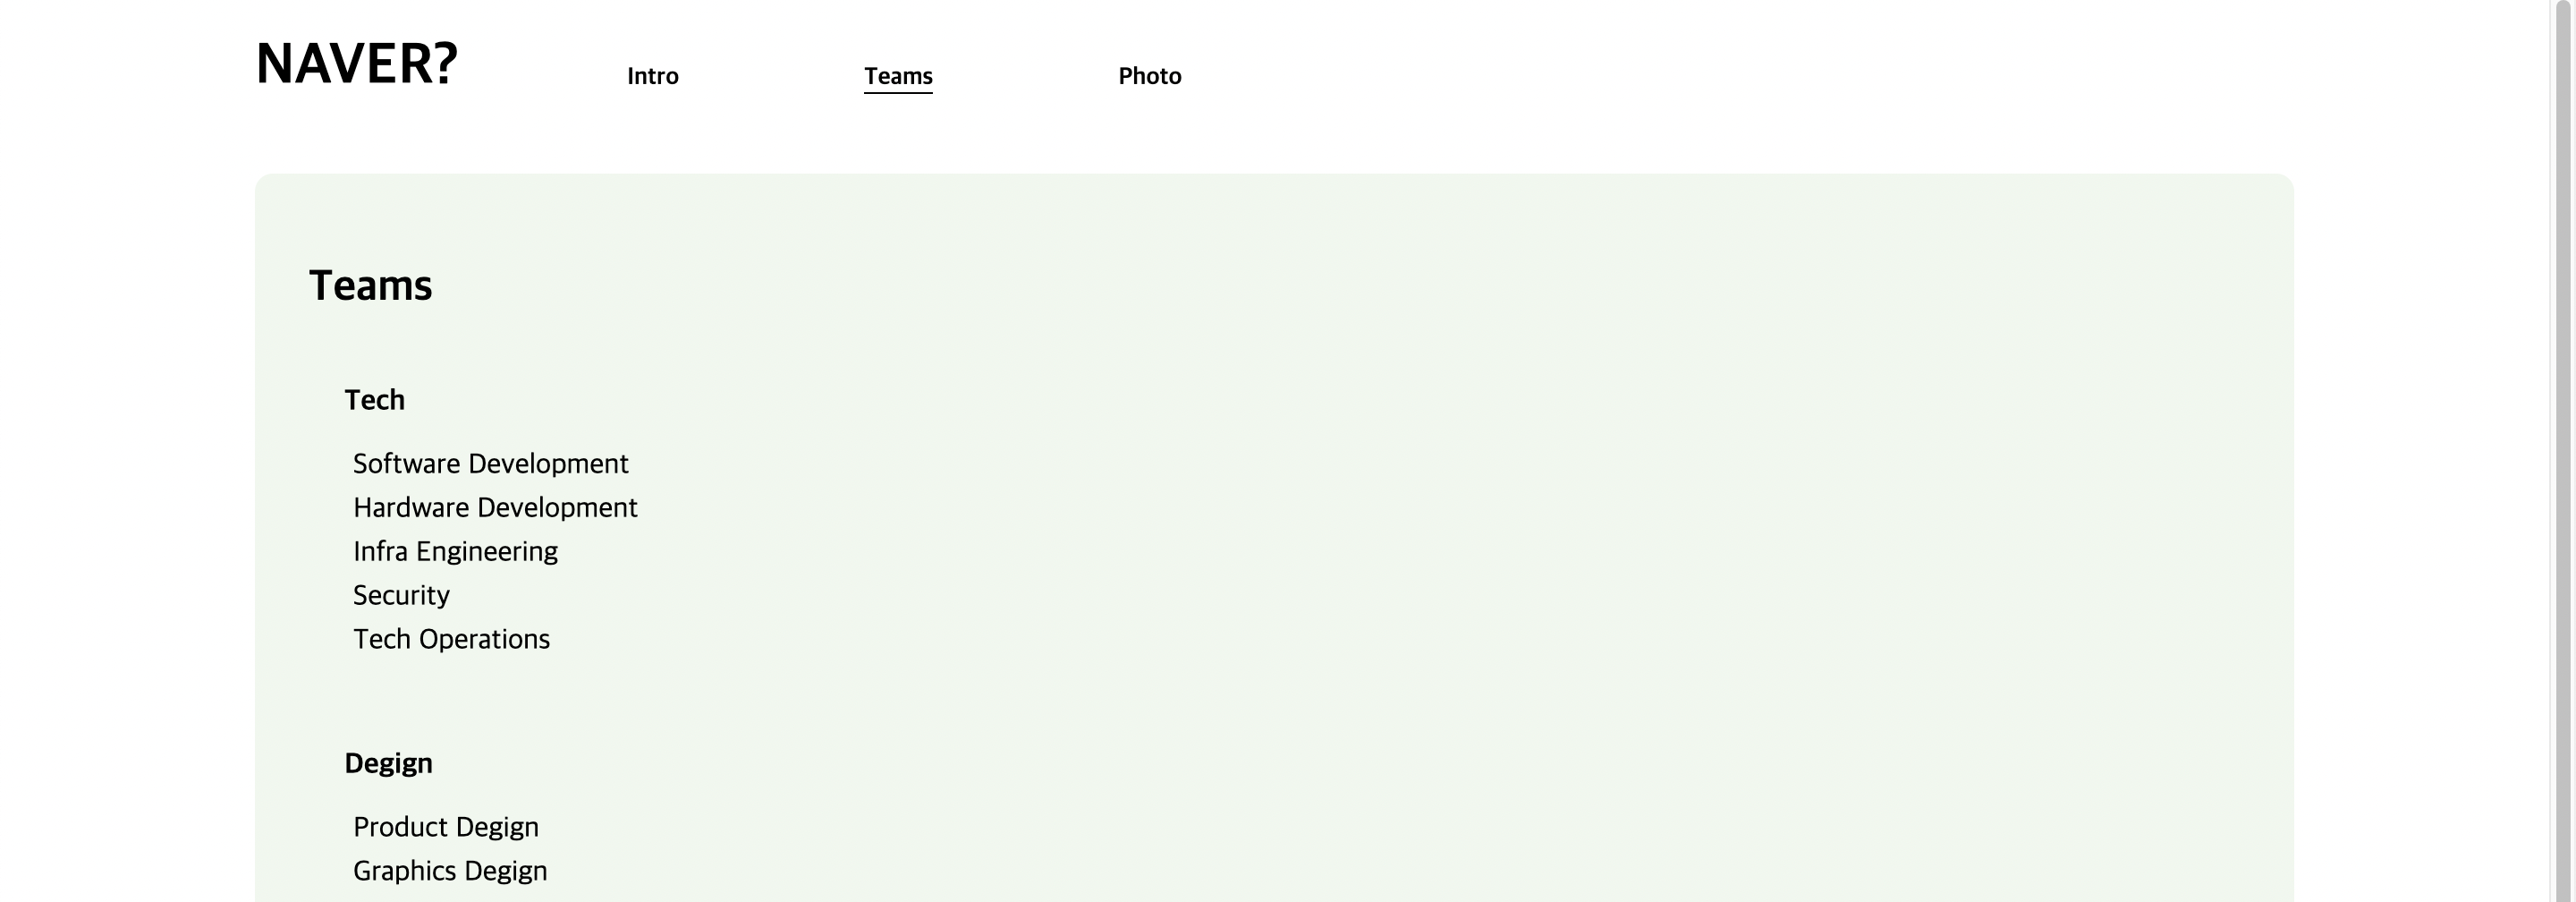 NAVER?
Intro
Teams
Photo
Teams
Tech
Software Development
Hardware Development
Infra Engineering
Security
Tech Operations
Degign
Product Degign
Graphics Degign